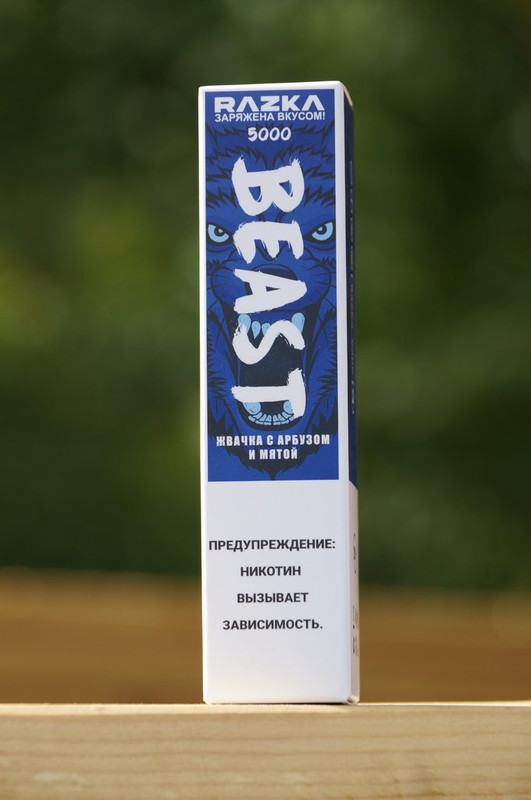 RAZKA
ЗАРЯЖЕНА ВКУСОМ!
5000
BEAST
ЖВАЧКА С АРБУЗОМ
И МЯТОЙ
ПРЕДУПРЕЖДЕНИЕ:
НИКОТИН
ВЫЗЫВАЕТ
ЗАВИСИМОСТЬ.